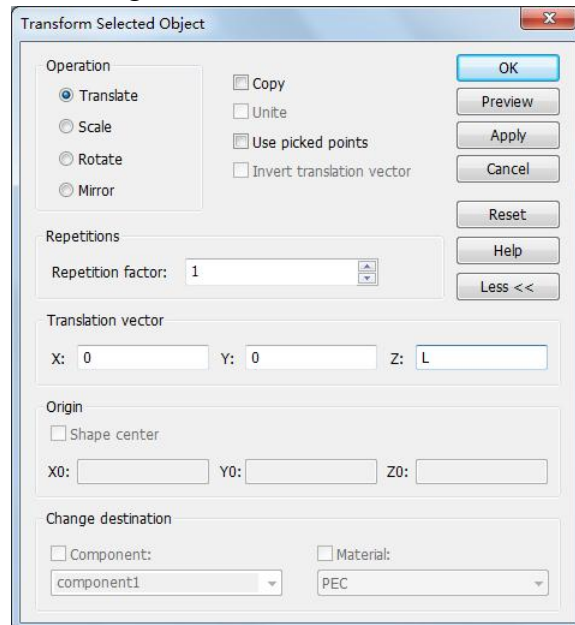 Transform Selected Object
Operation
Translate
Scale
Rotate
Mirror
Copy
Unite
Use picked points
Invert translation vector
OK
Preview
Apply
Cancel
Reset
Help
Less <<
Repetitions
Repetition factor: 1
Translation vector
X: 0 Y: 0 Z: L
Origin
Shape center
X0: Y0: Z0:
Change destination
Component: Material:
component1 PEC